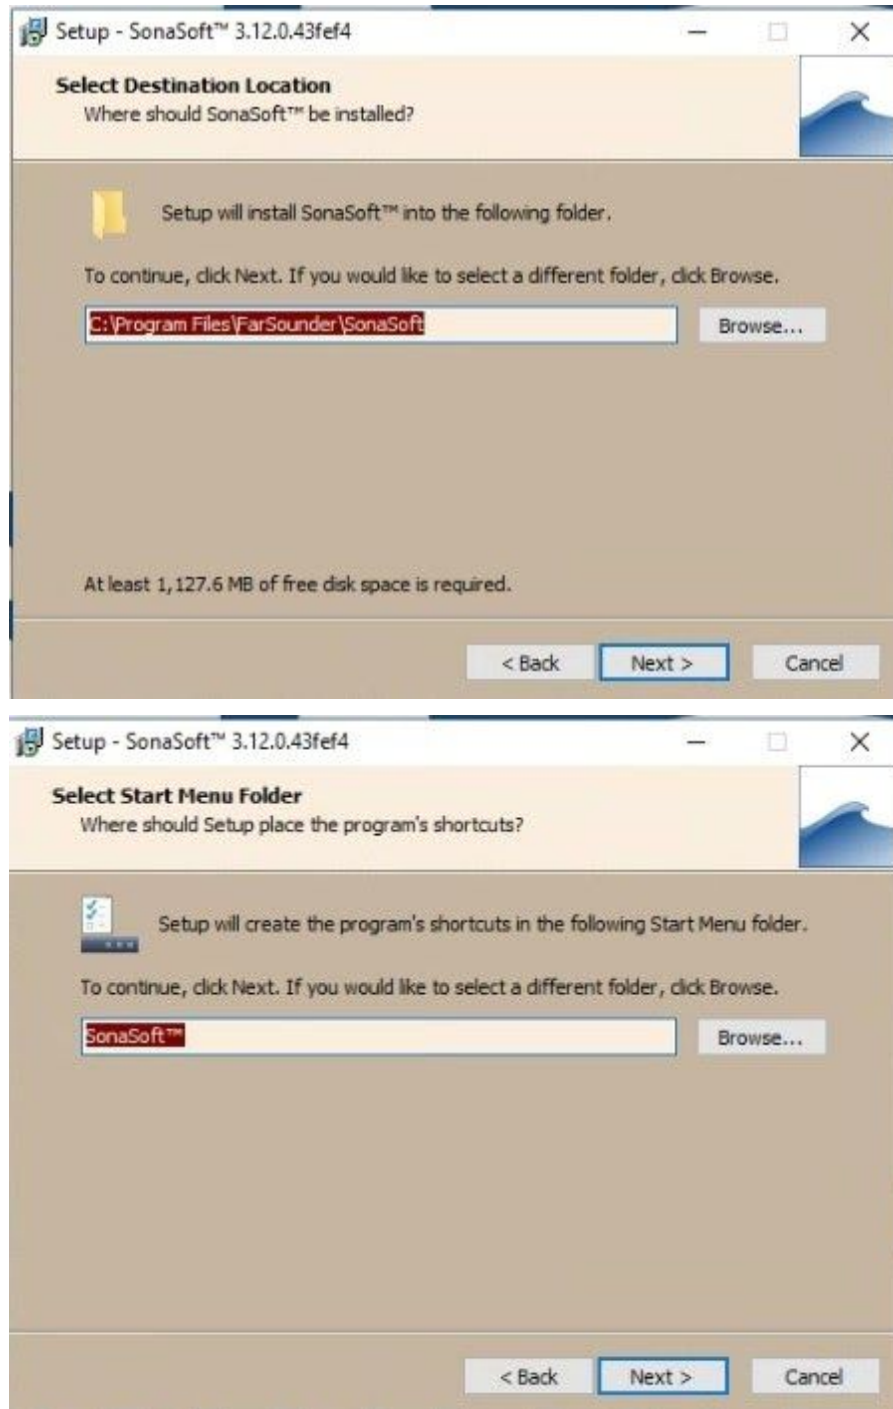 Setup - SonaSoft™ 3.12.0.43fef4
Select Destination Location
Where should SonaSoft™ be installed?
Setup will install SonaSoft™ into the following folder.
To continue, click Next. If you would like to select a different folder, click Browse.
C:\Program Files\FarSounder\SonaSoft
Browse...
At least 1,127.6 MB of free disk space is required.
< Back
Next >
Cancel
Setup - SonaSoft™ 3.12.0.43fef4
Select Start Menu Folder
Where should Setup place the program's shortcuts?
Setup will create the program's shortcuts in the following Start Menu folder.
To continue, click Next. If you would like to select a different folder, click Browse.
SonaSoft™
Browse...
< Back
Next >
Cancel